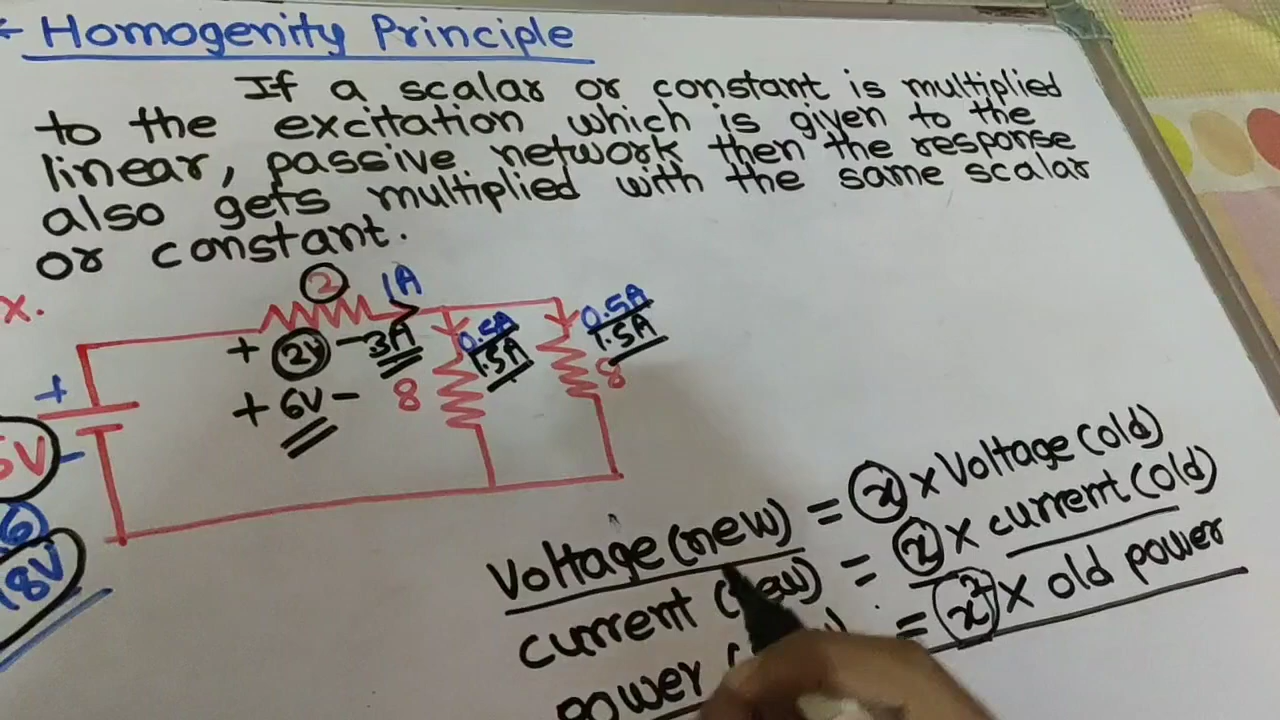 Homogenity Principle
If a scalar or constant is multiplied
to the excitation which is given to the
linear, passive network then the response
also gets multiplied with the same scalar
or constant.
x.
2 1A
0.5A 0.5A
+ 2V - 3A 1.5A 1.5A
+ 6V - 8 8
+
-
18V
Voltage (new) = x × Voltage (old)
current (new) = x × current (old)
power = x² × old power